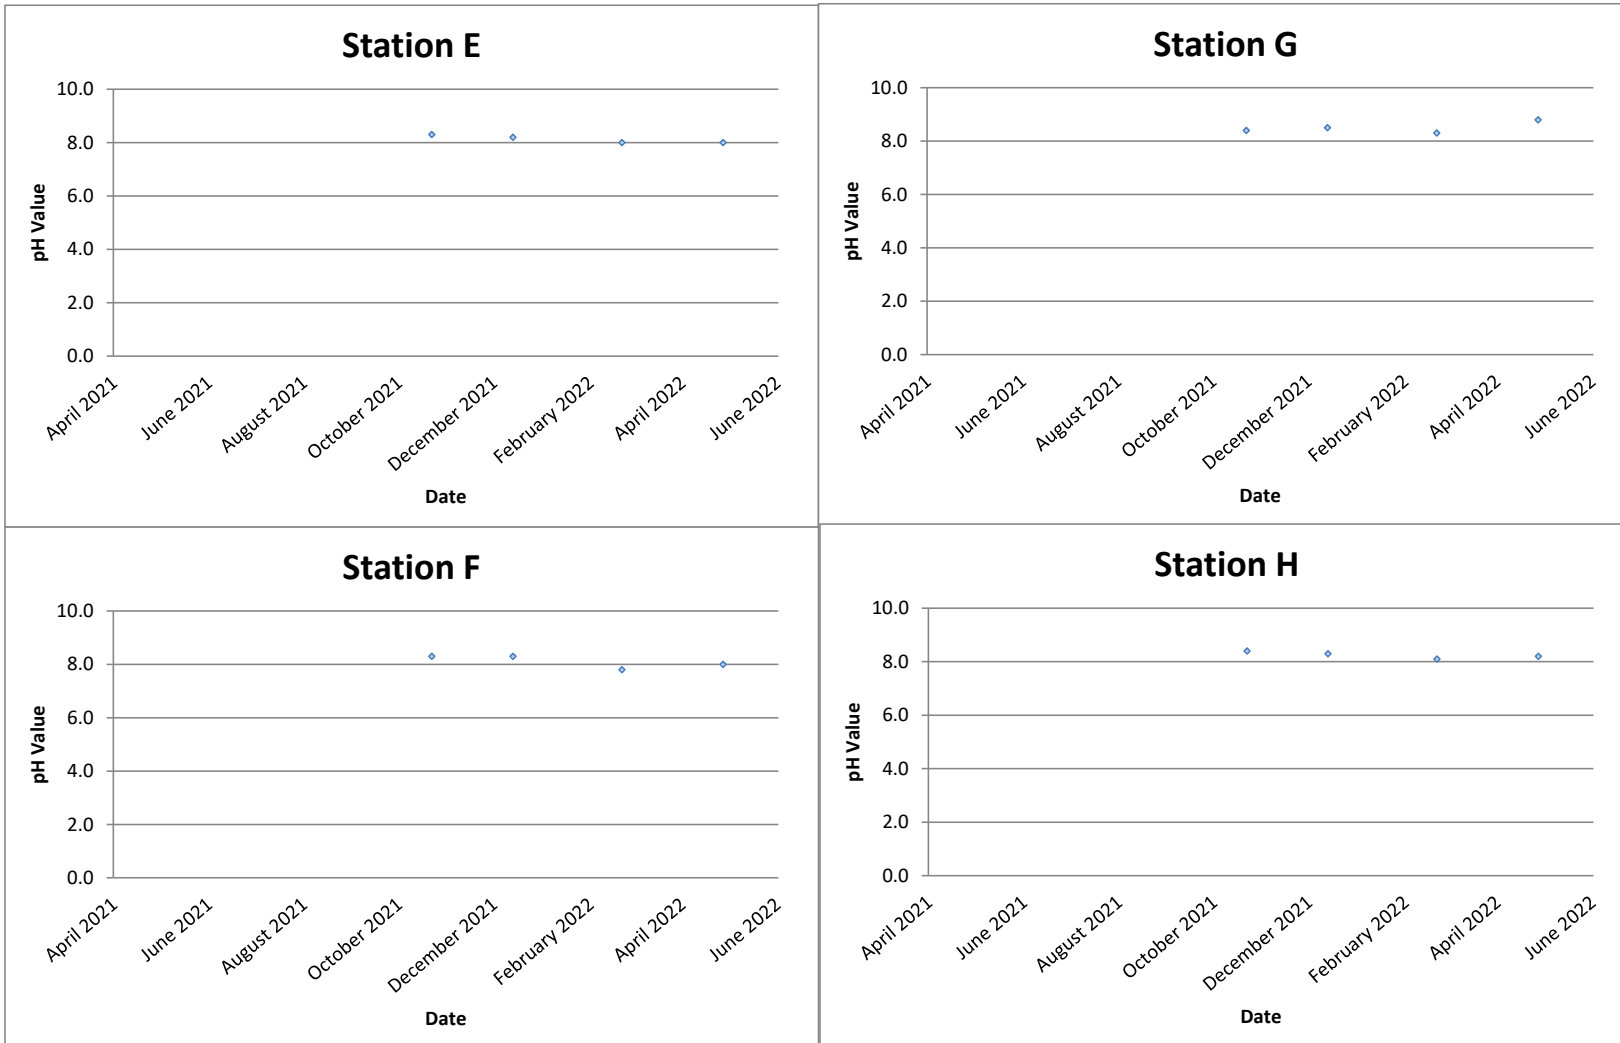 Station E
10.0
8.0
6.0
4.0
2.0
0.0
pH Value
April 2021
June 2021
August 2021
October 2021
December 2021
February 2022
April 2022
June 2022
Date
Station G
10.0
8.0
6.0
4.0
2.0
0.0
pH Value
April 2021
June 2021
August 2021
October 2021
December 2021
February 2022
April 2022
June 2022
Date
Station F
10.0
8.0
6.0
4.0
2.0
0.0
pH Value
April 2021
June 2021
August 2021
October 2021
December 2021
February 2022
April 2022
June 2022
Date
Station H
10.0
8.0
6.0
4.0
2.0
0.0
pH Value
April 2021
June 2021
August 2021
October 2021
December 2021
February 2022
April 2022
June 2022
Date